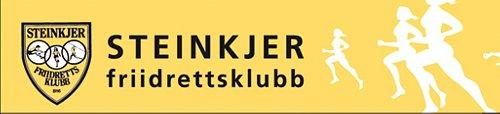 STEINKJER
FRIIDRETTS
KLUBB
STEINKJER
friidrettsklubb